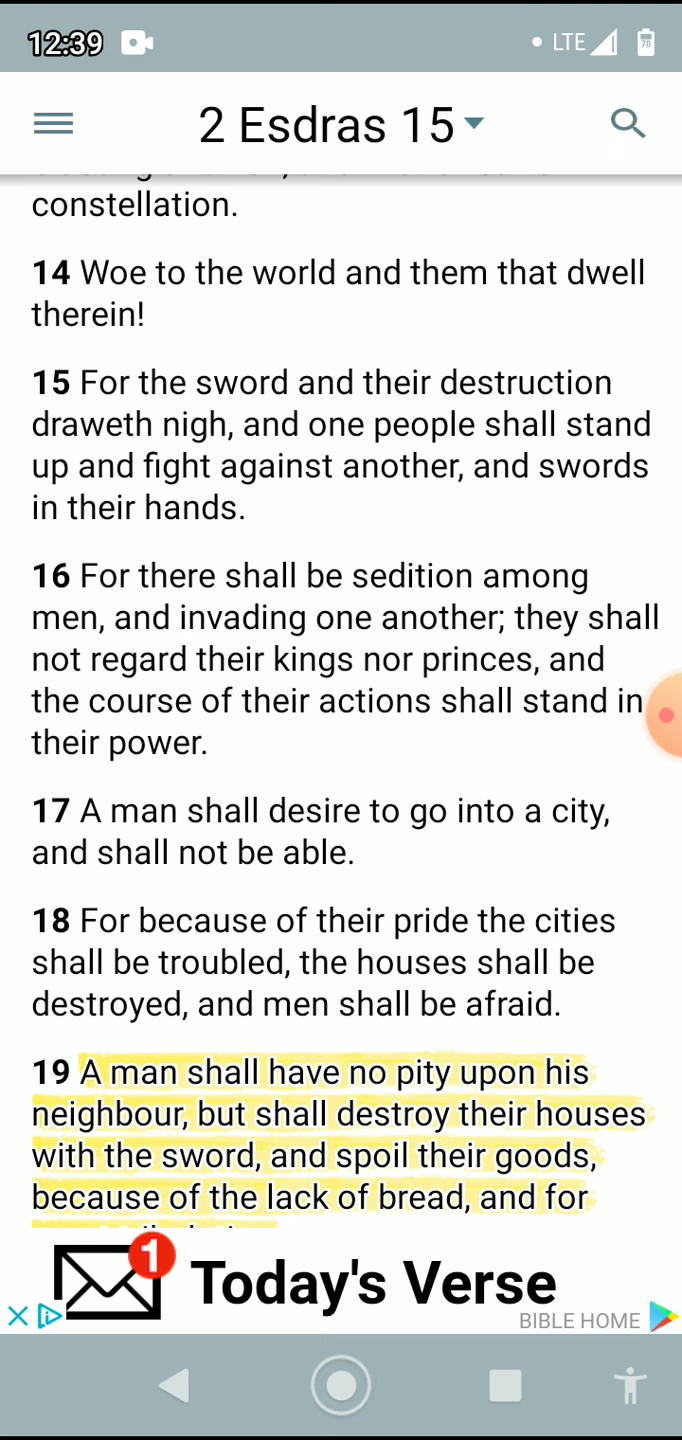 12:39
LTE
70
2 Esdras 15
constellation.
14 Woe to the world and them that dwell
therein!
15 For the sword and their destruction
draweth nigh, and one people shall stand
up and fight against another, and swords
in their hands.
16 For there shall be sedition among
men, and invading one another; they shall
not regard their kings nor princes, and
the course of their actions shall stand in
their power.
17 A man shall desire to go into a city,
and shall not be able.
18 For because of their pride the cities
shall be troubled, the houses shall be
destroyed, and men shall be afraid.
19 A man shall have no pity upon his
neighbour, but shall destroy their houses
with the sword, and spoil their goods,
because of the lack of bread, and for
1
Today's Verse
BIBLE HOME